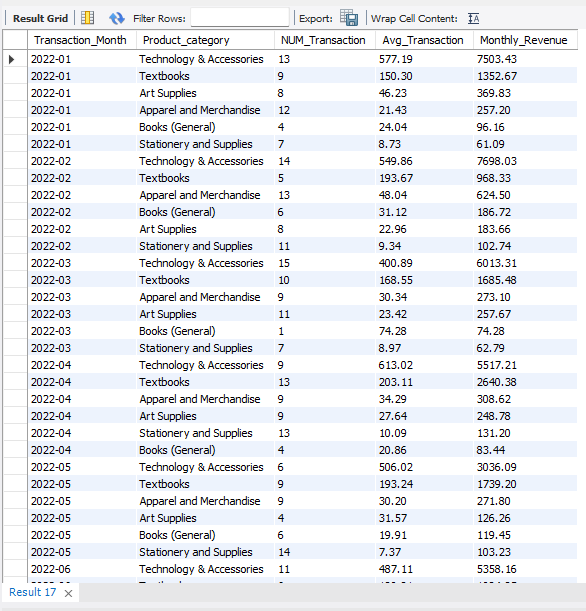 Result Grid Filter Rows: Export: Wrap Cell Content:
Transaction_Month Product_category NUM_Transaction Avg_Transaction Monthly_Revenue
2022-01 Technology & Accessories 13 577.19 7503.43
2022-01 Textbooks 9 150.30 1352.67
2022-01 Art Supplies 8 46.23 369.83
2022-01 Apparel and Merchandise 12 21.43 257.20
2022-01 Books (General) 4 24.04 96.16
2022-01 Stationery and Supplies 7 8.73 61.09
2022-02 Technology & Accessories 14 549.86 7698.03
2022-02 Textbooks 5 193.67 968.33
2022-02 Apparel and Merchandise 13 48.04 624.50
2022-02 Books (General) 6 31.12 186.72
2022-02 Art Supplies 8 22.96 183.66
2022-02 Stationery and Supplies 11 9.34 102.74
2022-03 Technology & Accessories 15 400.89 6013.31
2022-03 Textbooks 10 168.55 1685.48
2022-03 Apparel and Merchandise 9 30.34 273.10
2022-03 Art Supplies 11 23.42 257.67
2022-03 Books (General) 1 74.28 74.28
2022-03 Stationery and Supplies 7 8.97 62.79
2022-04 Technology & Accessories 9 613.02 5517.21
2022-04 Textbooks 13 203.11 2640.38
2022-04 Apparel and Merchandise 9 34.29 308.62
2022-04 Art Supplies 9 27.64 248.78
2022-04 Stationery and Supplies 13 10.09 131.20
2022-04 Books (General) 4 20.86 83.44
2022-05 Technology & Accessories 6 506.02 3036.09
2022-05 Textbooks 9 193.24 1739.20
2022-05 Apparel and Merchandise 9 30.20 271.80
2022-05 Art Supplies 4 31.57 126.26
2022-05 Books (General) 6 19.91 119.45
2022-05 Stationery and Supplies 14 7.37 103.23
2022-06 Technology & Accessories 11 487.11 5358.16
Result 17